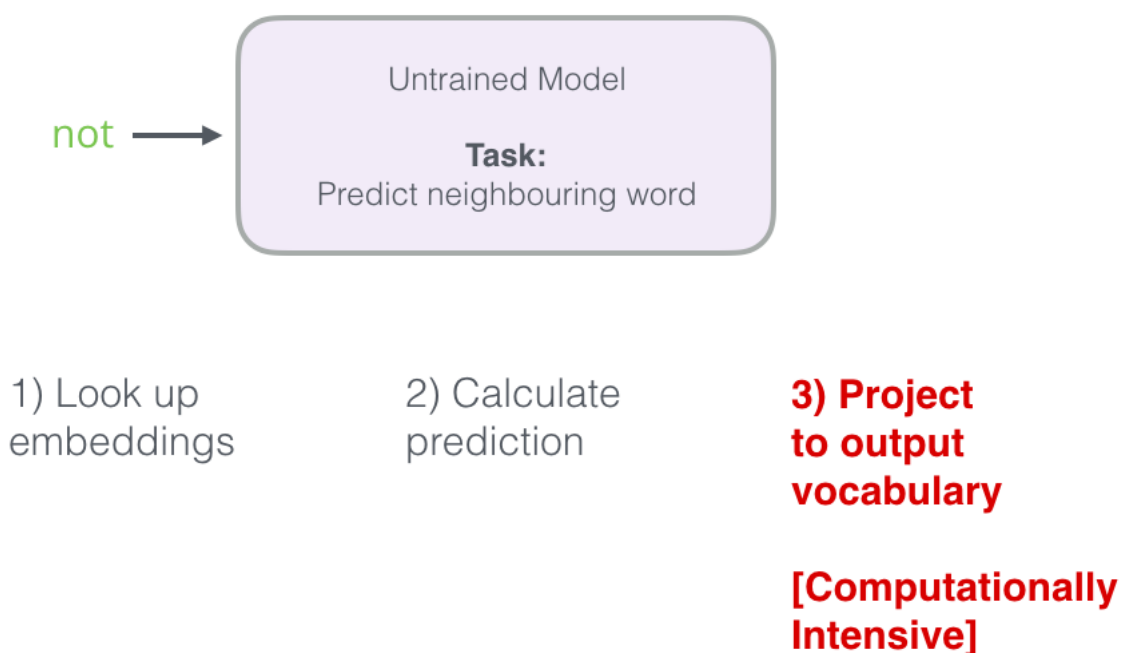 Untrained Model
not
Task:
Predict neighbouring word
1) Look up
embeddings
2) Calculate
prediction
3) Project
to output
vocabulary
[Computationally
Intensive]